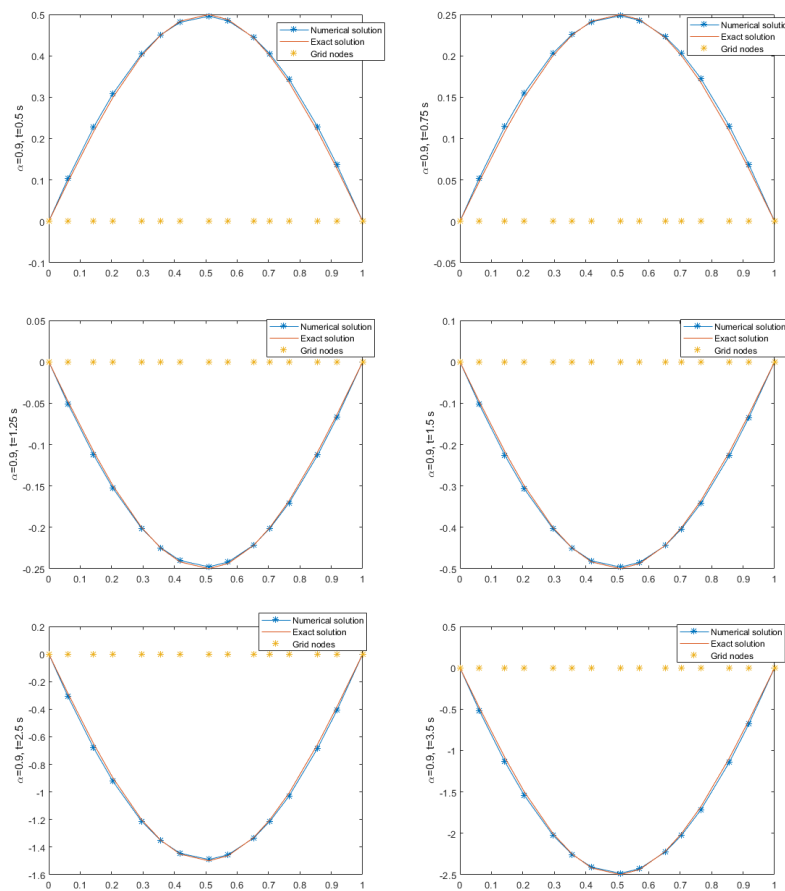 α=0.9, t=0.5 s
0.5
0.4
0.3
0.2
0.1
0
-0.1
0 0.1 0.2 0.3 0.4 0.5 0.6 0.7 0.8 0.9 1
Numerical solution
Exact solution
Grid nodes
α=0.9, t=0.75 s
0.25
0.2
0.15
0.1
0.05
0
-0.05
0 0.1 0.2 0.3 0.4 0.5 0.6 0.7 0.8 0.9 1
Numerical solution
Exact solution
Grid nodes
α=0.9, t=1.25 s
0.05
0
-0.05
-0.1
-0.15
-0.2
-0.25
0 0.1 0.2 0.3 0.4 0.5 0.6 0.7 0.8 0.9 1
Numerical solution
Exact solution
Grid nodes
α=0.9, t=1.5 s
0.1
0
-0.1
-0.2
-0.3
-0.4
-0.5
0 0.1 0.2 0.3 0.4 0.5 0.6 0.7 0.8 0.9 1
Numerical solution
Exact solution
Grid nodes
α=0.9, t=2.5 s
0.2
0
-0.2
-0.4
-0.6
-0.8
-1
-1.2
-1.4
-1.6
0 0.1 0.2 0.3 0.4 0.5 0.6 0.7 0.8 0.9 1
Numerical solution
Exact solution
Grid nodes
α=0.9, t=3.5 s
0.5
0
-0.5
-1
-1.5
-2
-2.5
0 0.1 0.2 0.3 0.4 0.5 0.6 0.7 0.8 0.9 1
Numerical solution
Exact solution
Grid nodes